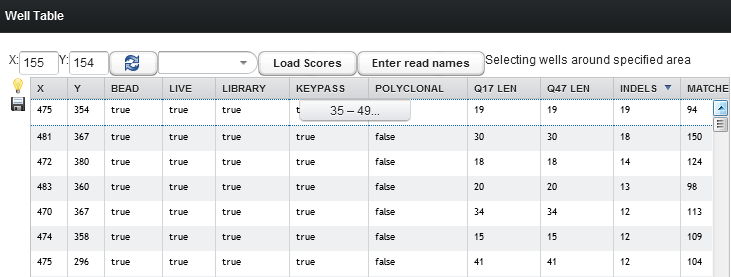 Well Table
X: 155 Y: 154 Load Scores Enter read names Selecting wells around specified area
X Y BEAD LIVE LIBRARY KEYPASS POLYCLONAL Q17 LEN Q47 LEN INDELS MATCHE
475 354 true true true 19 19 19 94
35 – 49...
481 367 true true true true false 30 30 18 150
472 380 true true true true false 18 18 14 124
483 360 true true true true false 20 20 13 98
470 367 true true true true false 34 34 12 113
474 358 true true true true false 15 15 12 109
475 296 true true true true false 41 41 12 104